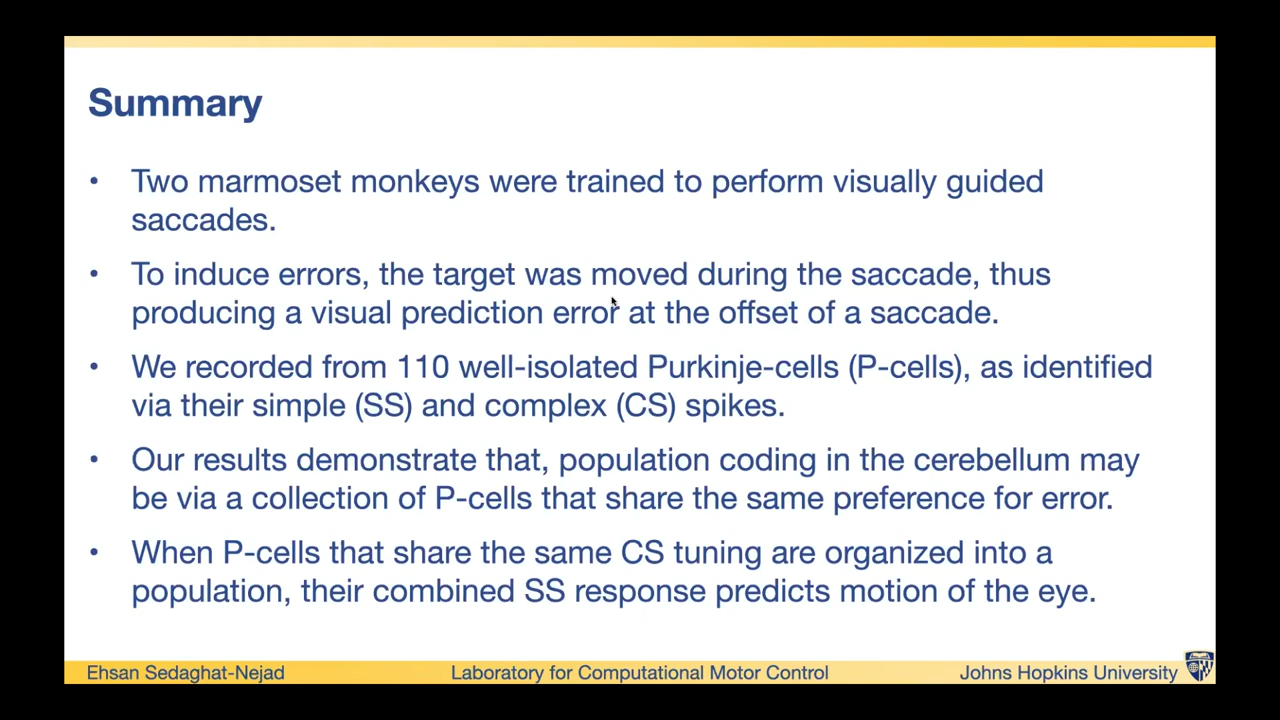 Summary
• Two marmoset monkeys were trained to perform visually guided
saccades.
• To induce errors, the target was moved during the saccade, thus
producing a visual prediction error at the offset of a saccade.
• We recorded from 110 well-isolated Purkinje-cells (P-cells), as identified
via their simple (SS) and complex (CS) spikes.
• Our results demonstrate that, population coding in the cerebellum may
be via a collection of P-cells that share the same preference for error.
• When P-cells that share the same CS tuning are organized into a
population, their combined SS response predicts motion of the eye.
Ehsan Sedaghat-Nejad
Laboratory for Computational Motor Control
Johns Hopkins University